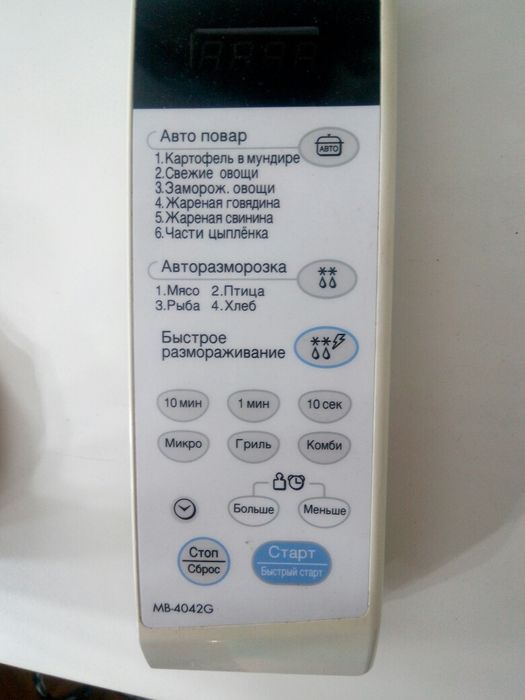 Авто повар
АВТО
1.Картофель в мундире
2.Свежие овощи
3.Заморож. овощи
4.Жареная говядина
5.Жареная свинина
6.Части цыплёнка
Авторазморозка
1.Мясо 2.Птица
3.Рыба 4.Хлеб
Быстрое
размораживание
10 мин 1 мин 10 сек
Микро Гриль Комби
Больше Меньше
Стоп Старт
Сброс Быстрый старт
MB-4042G